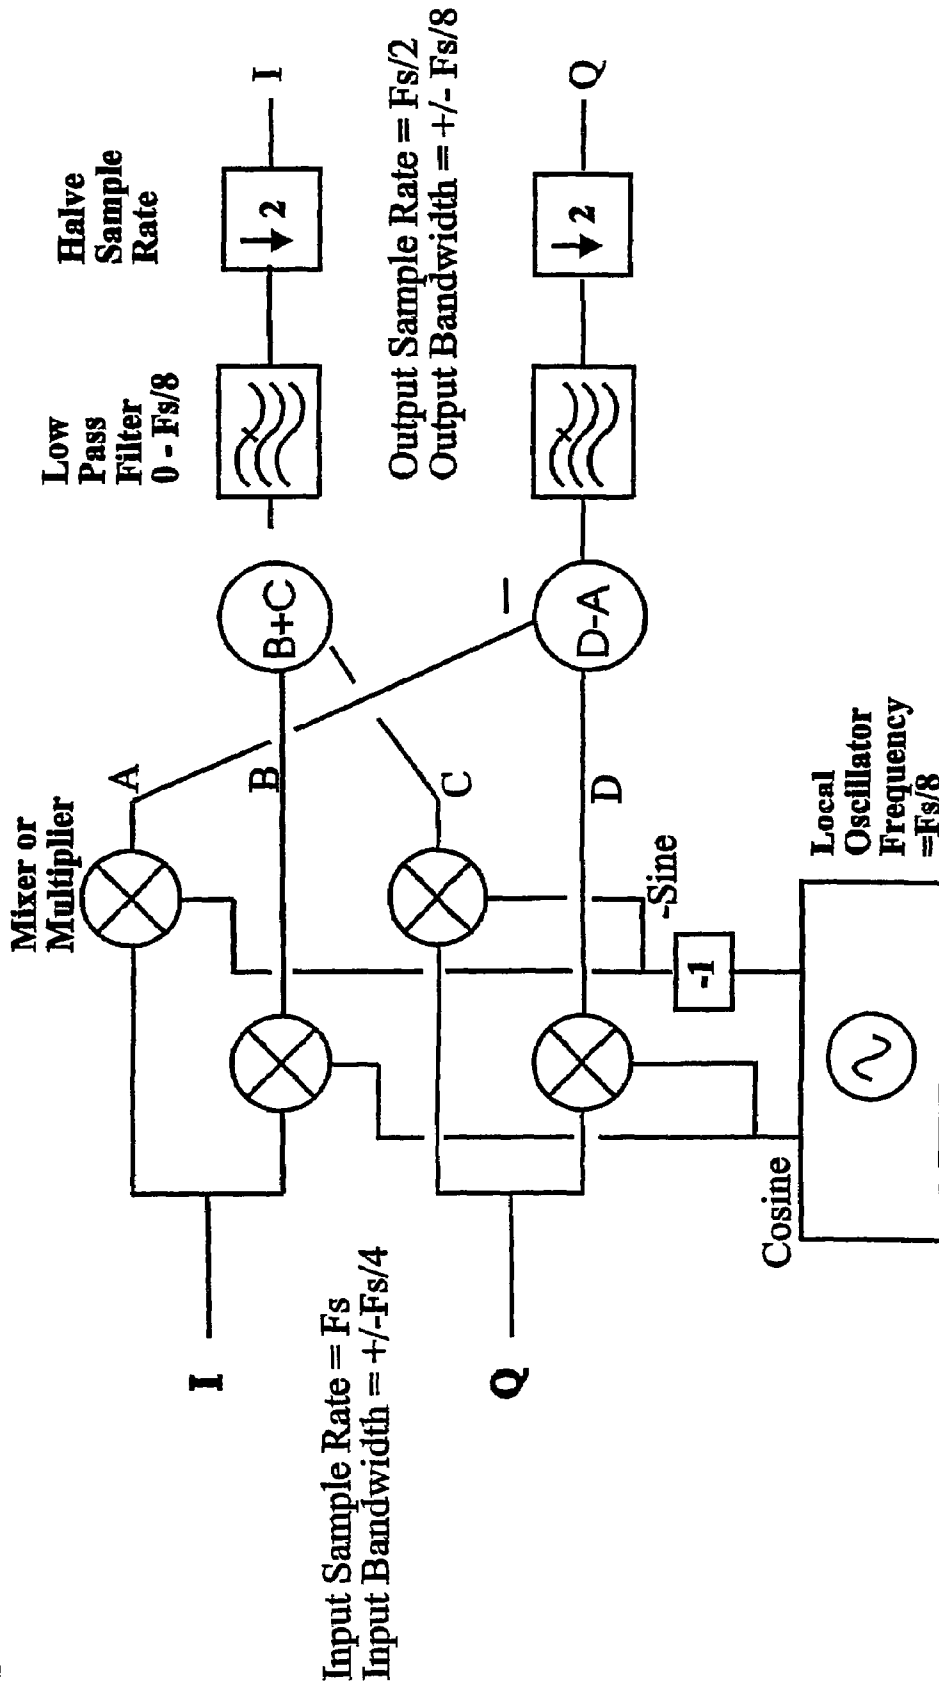 Mixer or
Multiplier
Low
Pass
Filter
0 - Fs/8
Halve
Sample
Rate
I
A
B
B+C
↓ 2
I
Input Sample Rate = Fs
Input Bandwidth = +/-Fs/4
Output Sample Rate = Fs/2
Output Bandwidth = +/- Fs/8
Q
C
D
–
D-A
↓ 2
Q
-Sine
-1
Cosine
Local
Oscillator
Frequency
=Fs/8